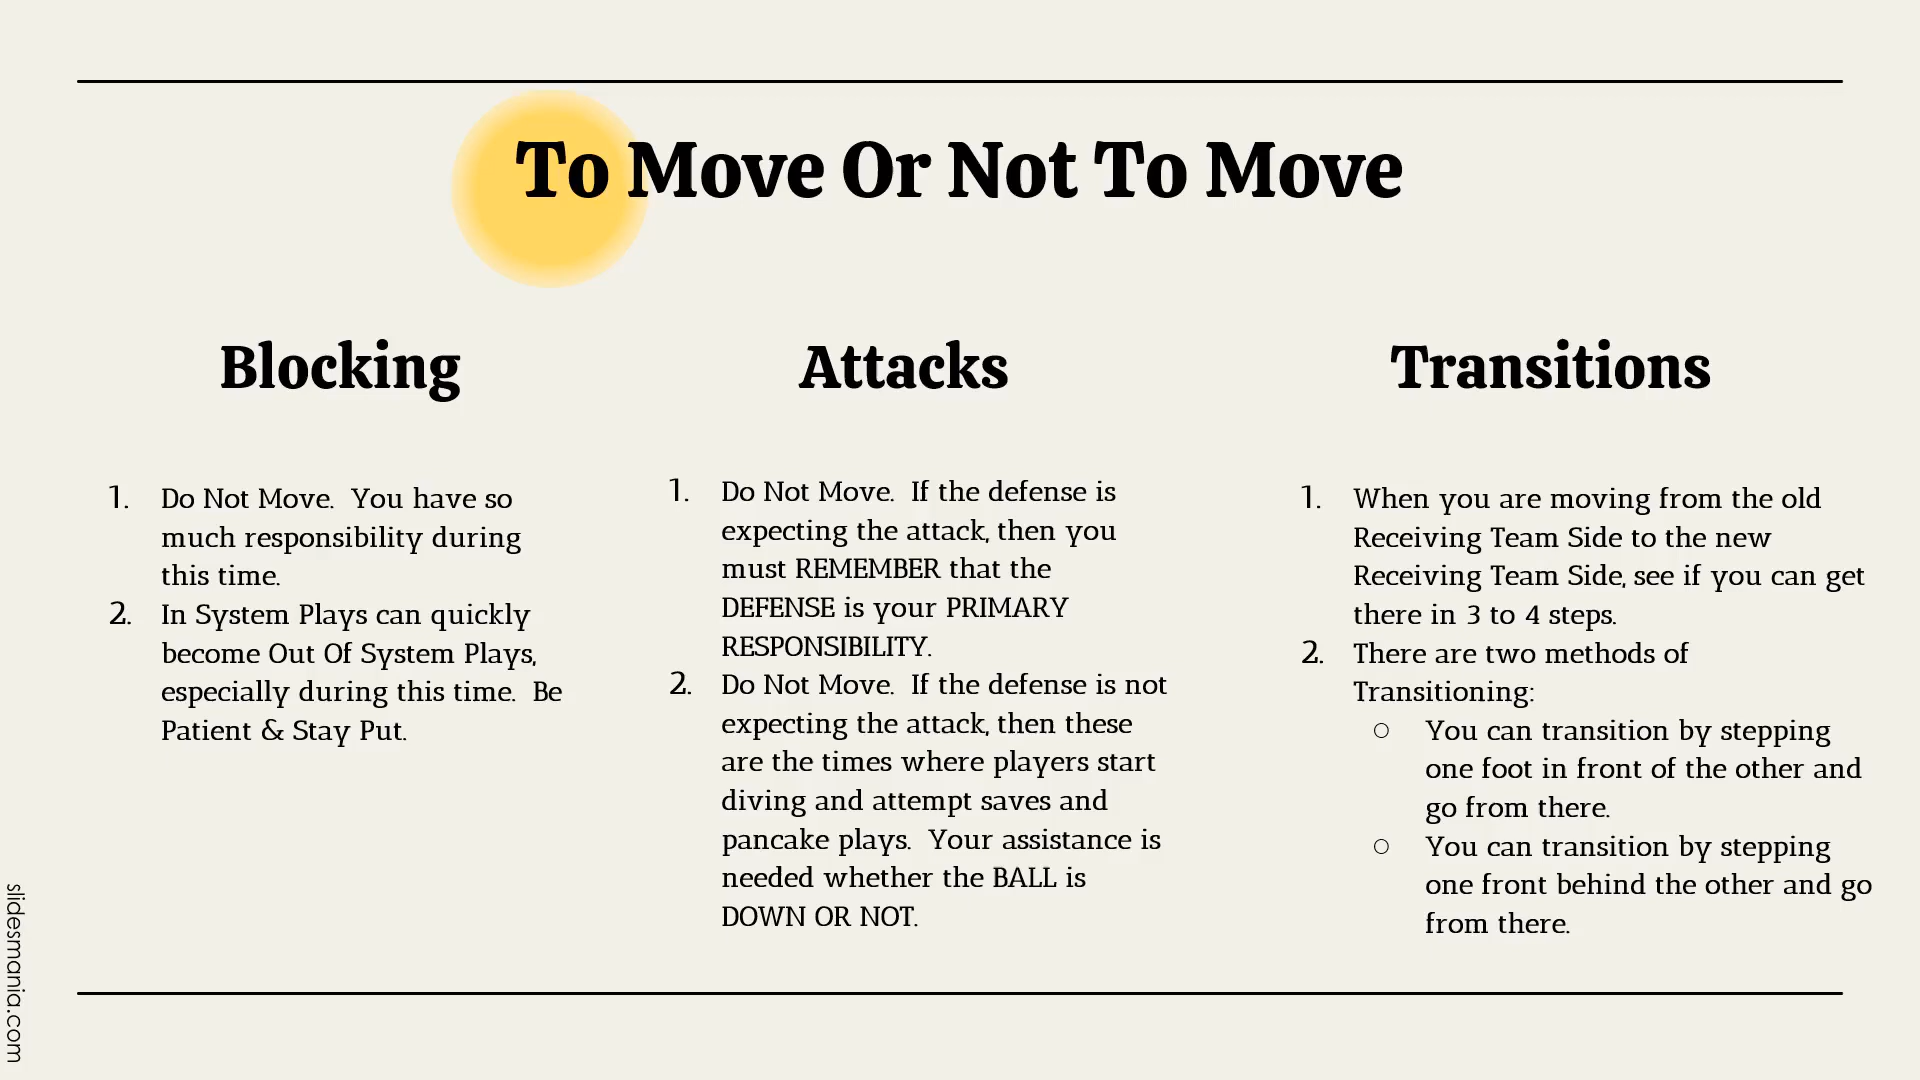 To Move Or Not To Move
Blocking
1. Do Not Move.  You have so
much responsibility during
this time.
2. In System Plays can quickly
become Out Of System Plays,
especially during this time.  Be
Patient & Stay Put.
Attacks
1. Do Not Move.  If the defense is
expecting the attack, then you
must REMEMBER that the
DEFENSE is your PRIMARY
RESPONSIBILITY.
2. Do Not Move.  If the defense is not
expecting the attack, then these
are the times where players start
diving and attempt saves and
pancake plays.  Your assistance is
needed whether the BALL is
DOWN OR NOT.
Transitions
1. When you are moving from the old
Receiving Team Side to the new
Receiving Team Side, see if you can get
there in 3 to 4 steps.
2. There are two methods of
Transitioning:
○ You can transition by stepping
one foot in front of the other and
go from there.
○ You can transition by stepping
one front behind the other and go
from there.
slidesmania.com